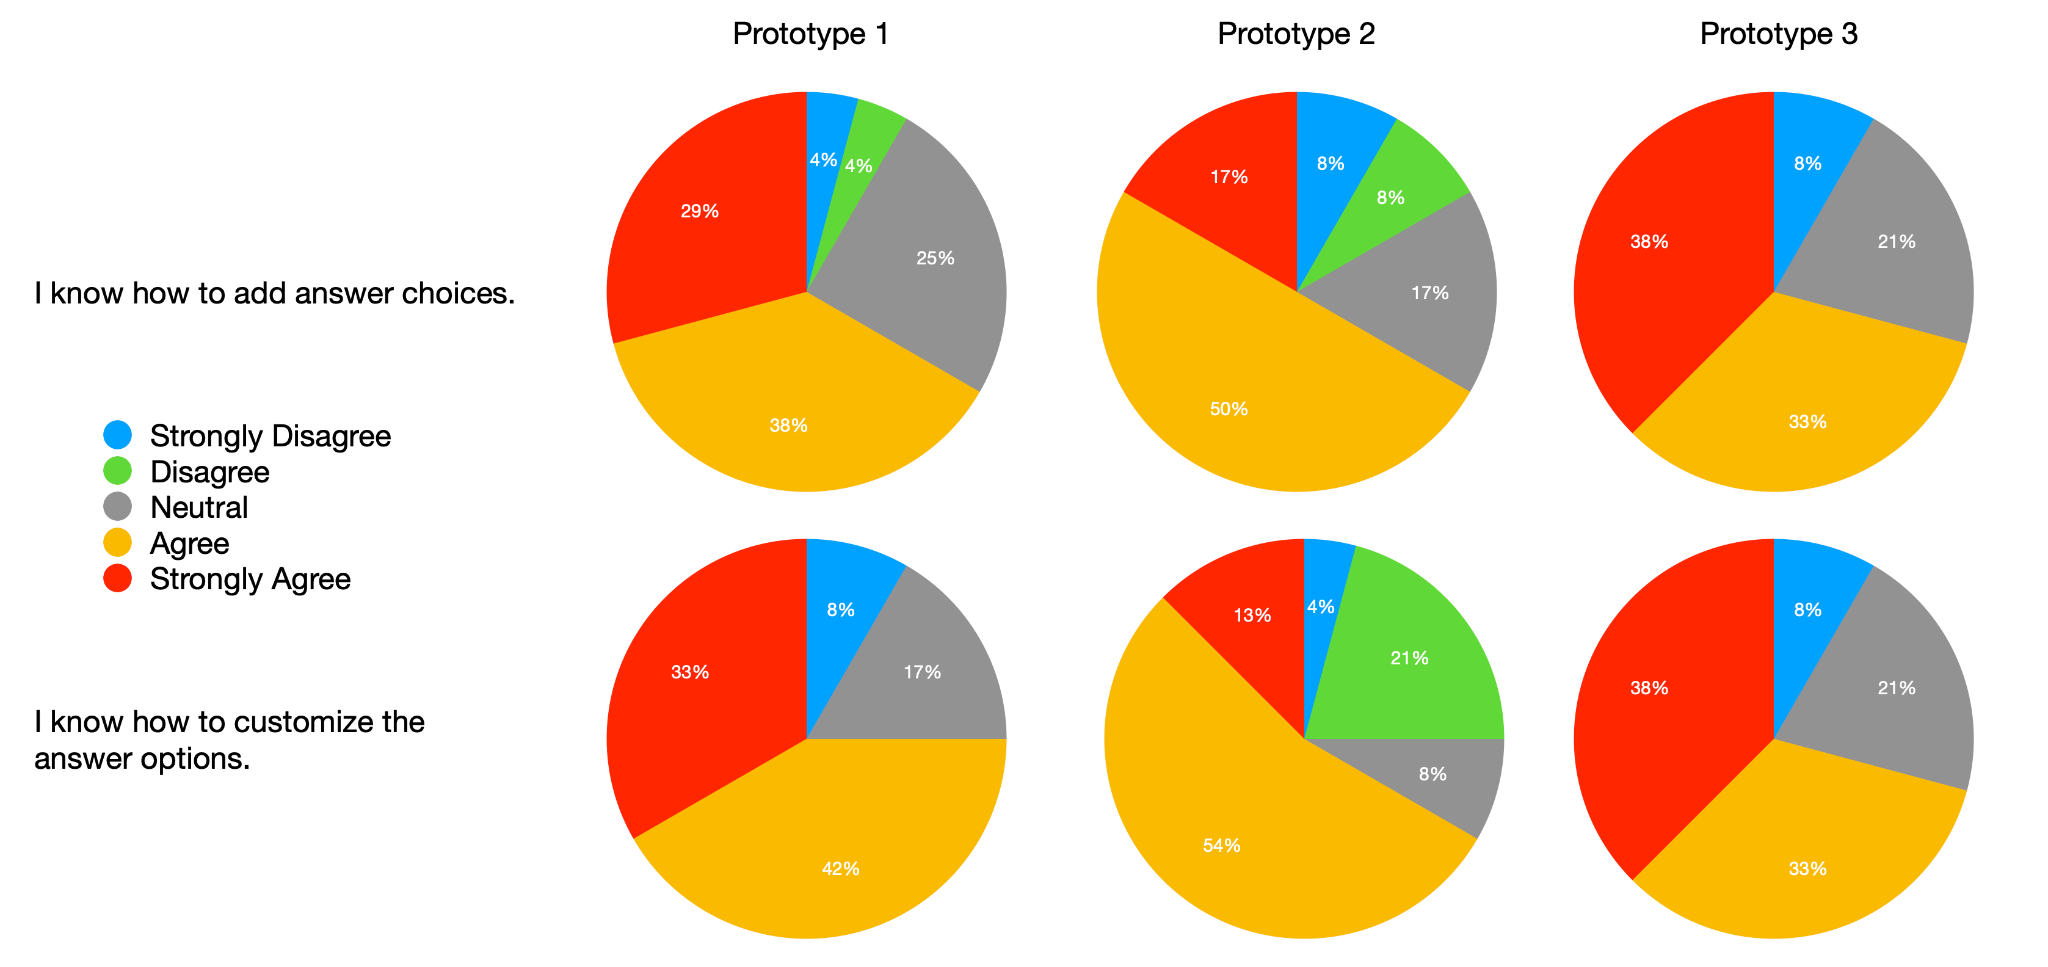 Prototype 1
Prototype 2
Prototype 3
4%
4%
25%
38%
29%
8%
8%
17%
50%
17%
8%
21%
33%
38%
I know how to add answer choices.
Strongly Disagree
Disagree
Neutral
Agree
Strongly Agree
8%
17%
42%
33%
4%
21%
8%
54%
13%
8%
21%
33%
38%
I know how to customize the
answer options.